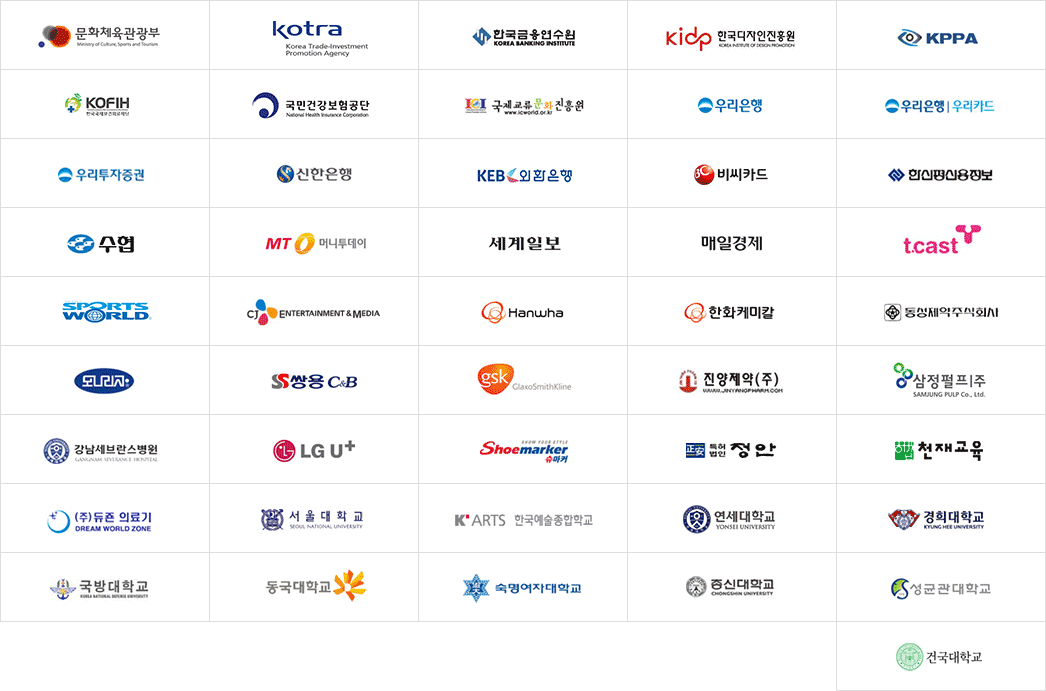 문화체육관광부
Ministry of Culture, Sports and Tourism
kotra
Korea Trade-Investment
Promotion Agency
한국금융연수원
KOREA BANKING INSTITUTE
kidp 한국디자인진흥원
KOREA INSTITUTE OF DESIGN PROMOTION
KPPA
KOFIH
한국국제보건의료재단
국민건강보험공단
National Health Insurance Corporation
국제교류문화진흥원
www.icworld.or.kr
우리은행
우리은행|우리카드
우리투자증권
신한은행
KEB 외환은행
BC 비씨카드
한신평신용정보
수협
MT 머니투데이
세계일보
매일경제
t.cast
SPORTS
WORLD
CJ ENTERTAINMENT & MEDIA
Hanwha
한화케미칼
동성제약주식회사
모나리자
쌍용 C&B
gsk GlaxoSmithKline
진양제약(주)
WWW.JINYANGPHARM.COM
삼정펄프|주
SAMJUNG PULP Co., Ltd.
강남세브란스병원
GANGNAM SEVERANCE HOSPITAL
LG U+
SHOW YOUR STYLE
Shoemarker
슈마커
正安 특허
법인 정안
천재교육
(주)듀죤 의료기
DREAM WORLD ZONE
서울대학교
SEOUL NATIONAL UNIVERSITY
K ARTS 한국예술종합학교
연세대학교
YONSEI UNIVERSITY
경희대학교
KYUNG HEE UNIVERSITY
국방대학교
KOREA NATIONAL DEFENSE UNIVERSITY
동국대학교
숙명여자대학교
총신대학교
CHONGSHIN UNIVERSITY
성균관대학교
건국대학교